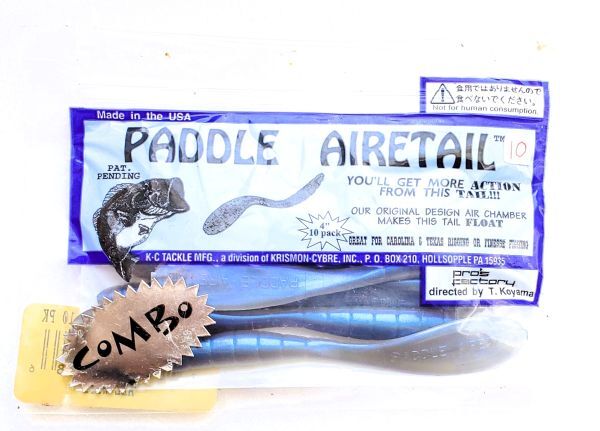 Made in the USA
食用ではありませんので
食べないでください。
Not for human consumption.
PADDLE AIRETAIL™
10
PAT.
PENDING
YOU'LL GET MORE ACTION
FROM THIS TAIL!!!
4"
10 pack
OUR ORIGINAL DESIGN AIR CHAMBER
MAKES THIS TAIL FLOAT
GREAT FOR CAROLINA & TEXAS RIGGING OR FINESSE FISHING
K-C TACKLE MFG., a division of KRISMON-CYBRE, INC., P. O. BOX-210, HOLLSOPPLE PA 15935
pro's
factory
directed by T. Koyama
COMBO
10 PK
PADDLE